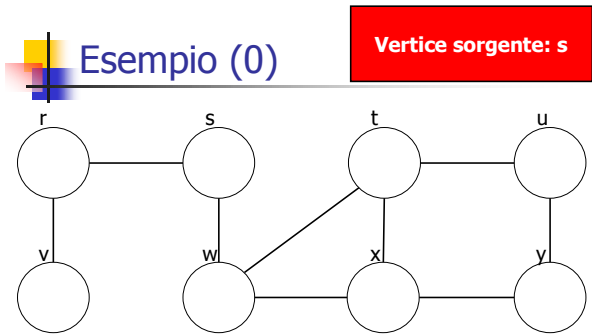 Esempio (0)
Vertice sorgente: s
r s t u
v w x y